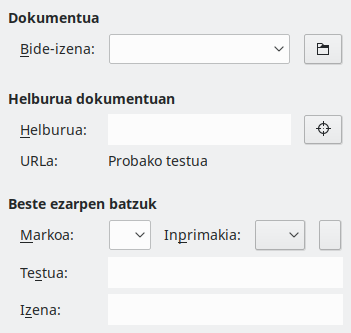 Dokumentua
Bide-izena:
Helburua dokumentuan
Helburua:
URLa: Probako testua
Beste ezarpen batzuk
Markoa: Inprimakia:
Testua:
Izena: